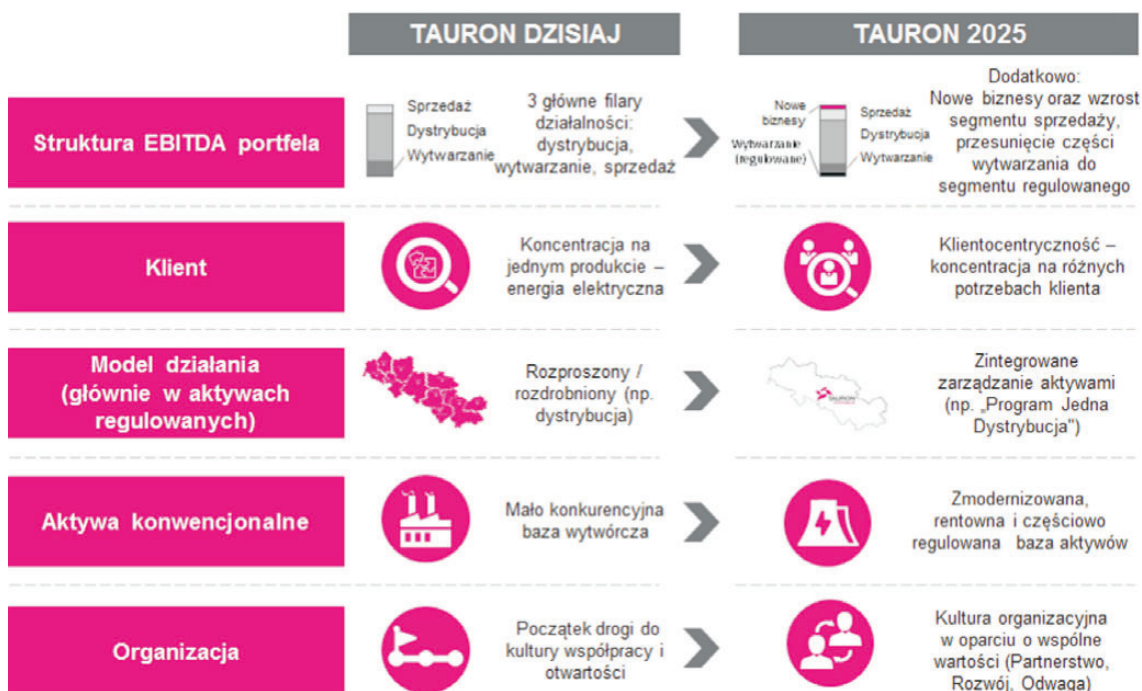 TAURON DZISIAJ
TAURON 2025
Struktura EBITDA portfela
Sprzedaż
Dystrybucja
Wytwarzanie
3 główne filary
działalności:
dystrybucja,
wytwarzanie, sprzedaż
Nowe
biznesy
Wytwarzanie
(regulowane)
Sprzedaż
Dystrybucja
Wytwarzanie
Dodatkowo:
Nowe biznesy oraz wzrost
segmentu sprzedaży,
przesunięcie części
wytwarzania do
segmentu regulowanego
Klient
Koncentracja na
jednym produkcie –
energia elektryczna
Klientocentryczność –
koncentracja na różnych
potrzebach klienta
Model działania
(głównie w aktywach
regulowanych)
Rozproszony /
rozdrobniony (np.
dystrybucja)
TAURON
Zintegrowane
zarządzanie aktywami
(np. „Program Jedna
Dystrybucja")
Aktywa konwencjonalne
Mało konkurencyjna
baza wytwórcza
Zmodernizowana,
rentowna i częściowo
regulowana baza aktywów
Organizacja
Początek drogi do
kultury współpracy i
otwartości
Kultura organizacyjna
w oparciu o wspólne
wartości (Partnerstwo,
Rozwój, Odwaga)